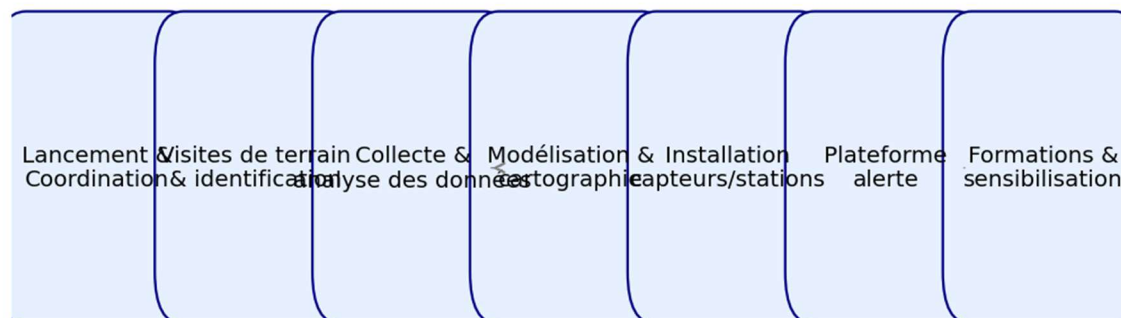 Lancement &
Coordination
Visites de terrain
& identification
Collecte &
analyse des données
Modélisation &
cartographie
Installation
capteurs/stations
Plateforme
alerte
Formations &
sensibilisation